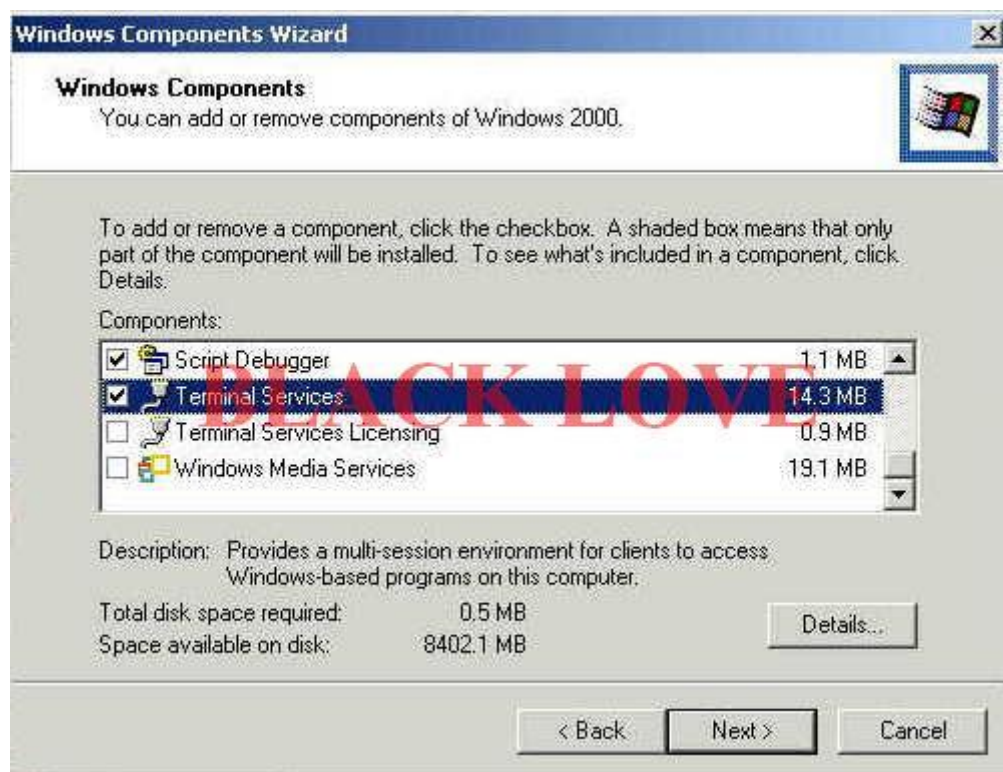 Windows Components Wizard
Windows Components
You can add or remove components of Windows 2000.
To add or remove a component, click the checkbox. A shaded box means that only
part of the component will be installed. To see what's included in a component, click
Details.
Components:
Script Debugger 1.1 MB
Terminal Services 14.3 MB
BLACK LOVE
Terminal Services Licensing 0.9 MB
Windows Media Services 19.1 MB
Description: Provides a multi-session environment for clients to access
Windows-based programs on this computer.
Total disk space required: 0.5 MB
Space available on disk: 8402.1 MB
Details...
< Back Next > Cancel